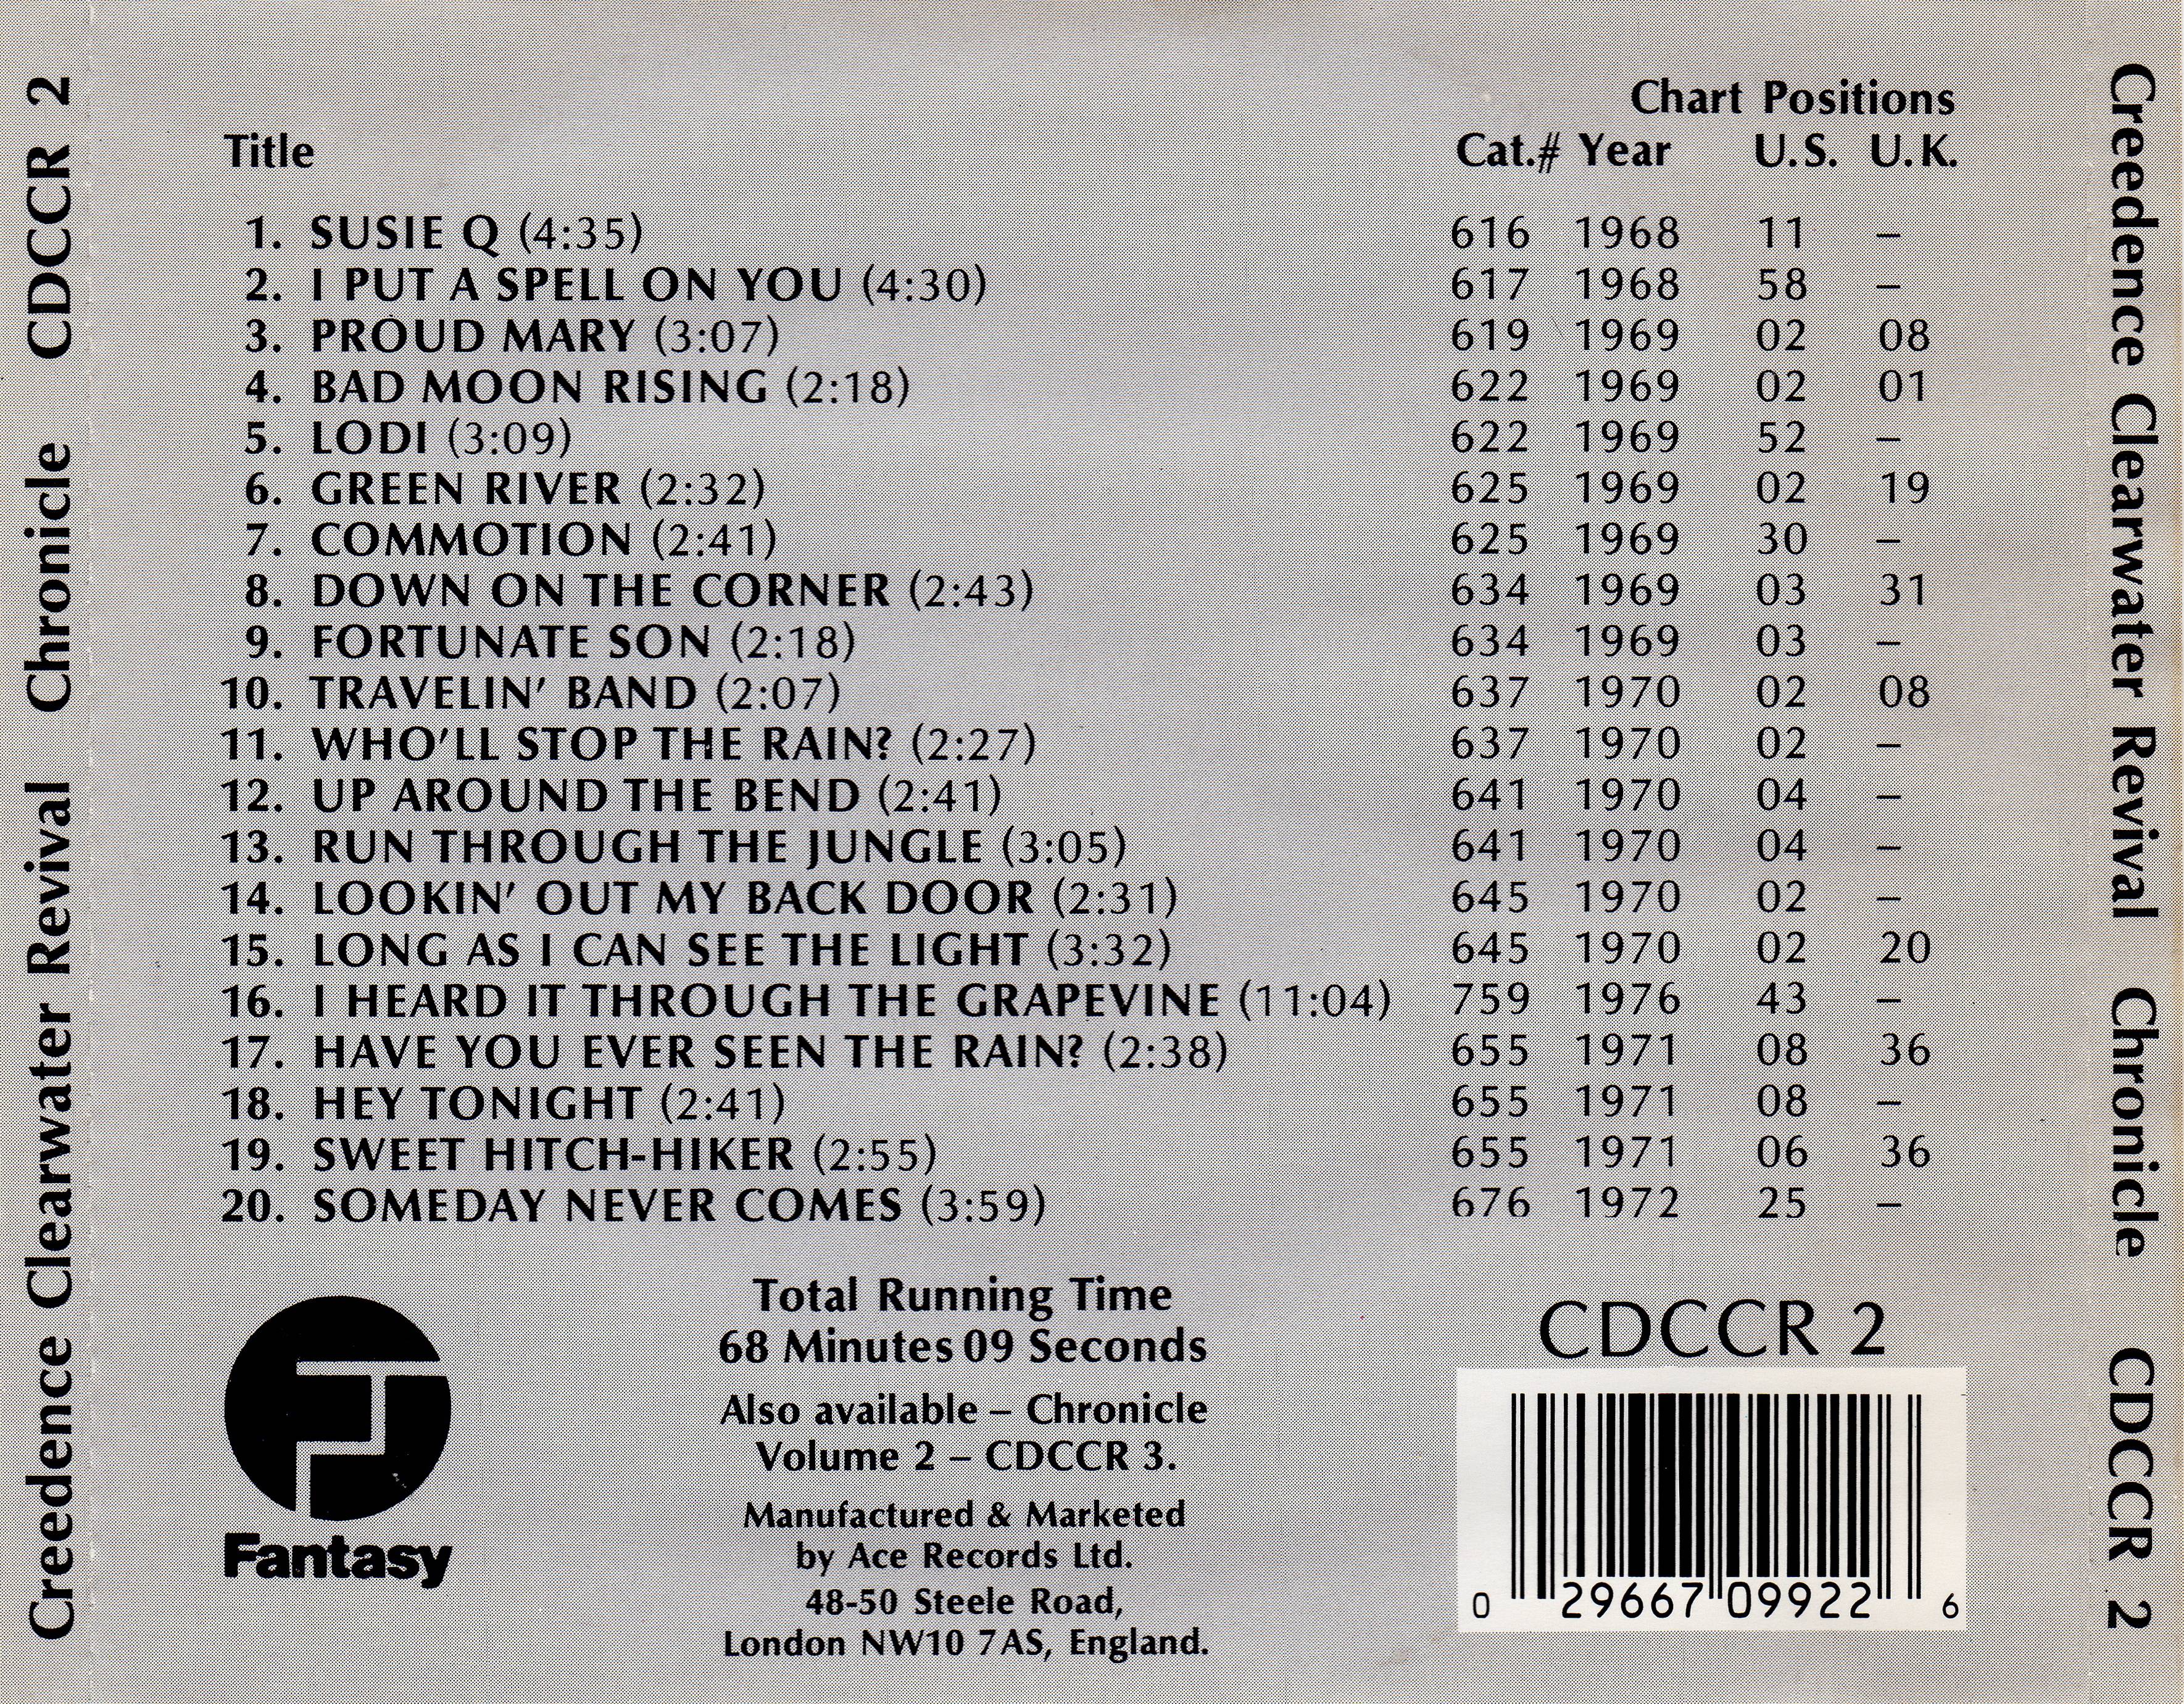 Creedence Clearwater Revival Chronicle CDCCR 2
Chart Positions
Title Cat.# Year U.S. U.K.
1. SUSIE Q (4:35) 616 1968 11 –
2. I PUT A SPELL ON YOU (4:30) 617 1968 58 –
3. PROUD MARY (3:07) 619 1969 02 08
4. BAD MOON RISING (2:18) 622 1969 02 01
5. LODI (3:09) 622 1969 52 –
6. GREEN RIVER (2:32) 625 1969 02 19
7. COMMOTION (2:41) 625 1969 30 –
8. DOWN ON THE CORNER (2:43) 634 1969 03 31
9. FORTUNATE SON (2:18) 634 1969 03 –
10. TRAVELIN' BAND (2:07) 637 1970 02 08
11. WHO'LL STOP THE RAIN? (2:27) 637 1970 02 –
12. UP AROUND THE BEND (2:41) 641 1970 04 –
13. RUN THROUGH THE JUNGLE (3:05) 641 1970 04 –
14. LOOKIN' OUT MY BACK DOOR (2:31) 645 1970 02 –
15. LONG AS I CAN SEE THE LIGHT (3:32) 645 1970 02 20
16. I HEARD IT THROUGH THE GRAPEVINE (11:04) 759 1976 43 –
17. HAVE YOU EVER SEEN THE RAIN? (2:38) 655 1971 08 36
18. HEY TONIGHT (2:41) 655 1971 08 –
19. SWEET HITCH-HIKER (2:55) 655 1971 06 36
20. SOMEDAY NEVER COMES (3:59) 676 1972 25 –
Fantasy
Total Running Time
68 Minutes 09 Seconds
Also available – Chronicle
Volume 2 – CDCCR 3.
Manufactured & Marketed
by Ace Records Ltd.
48-50 Steele Road,
London NW10 7AS, England.
CDCCR 2
0 29667 09922 6
Creedence Clearwater Revival Chronicle CDCCR 2